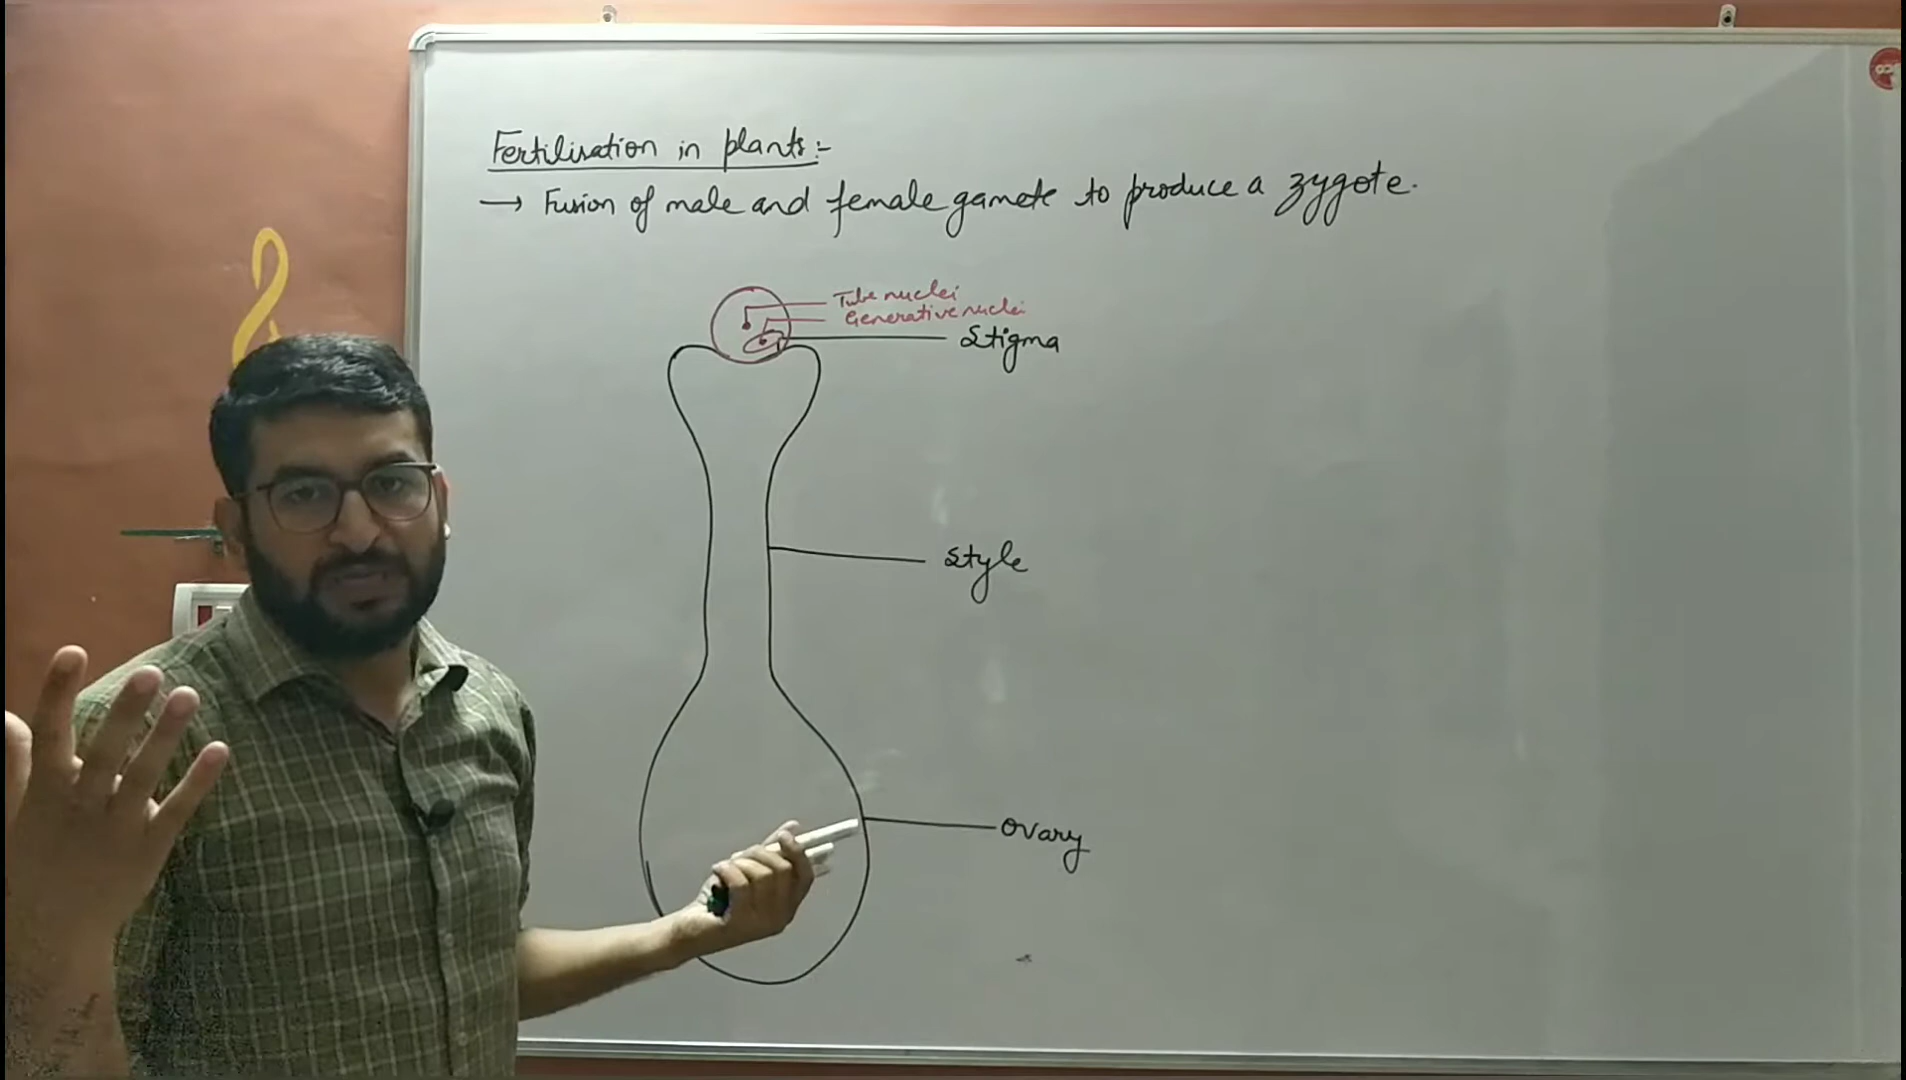 Fertilisation in plants:-
→ Fusion of male and female gamete to produce a zygote.
Tube nuclei
Generative nuclei
Stigma
Style
Ovary